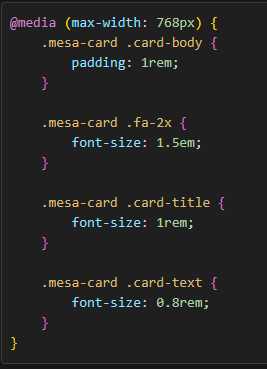 @media (max-width: 768px) {
    .mesa-card .card-body {
        padding: 1rem;
    }

    .mesa-card .fa-2x {
        font-size: 1.5em;
    }

    .mesa-card .card-title {
        font-size: 1rem;
    }

    .mesa-card .card-text {
        font-size: 0.8rem;
    }
}